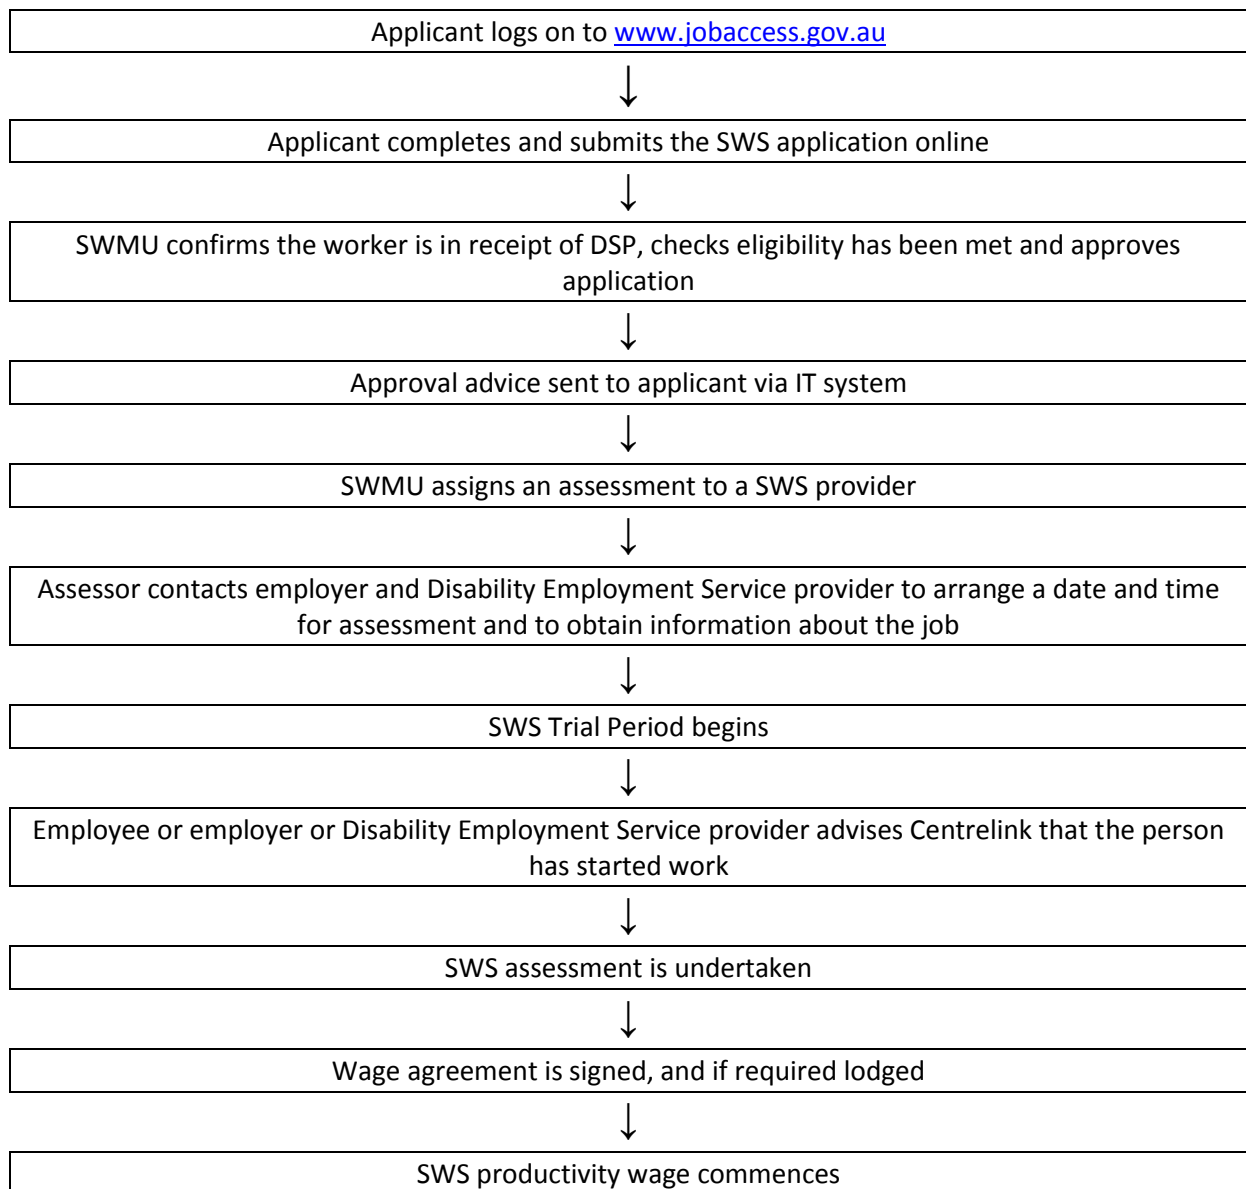 Applicant logs on to www.jobaccess.gov.au
↓
Applicant completes and submits the SWS application online
↓
SWMU confirms the worker is in receipt of DSP, checks eligibility has been met and approves
application
↓
Approval advice sent to applicant via IT system
↓
SWMU assigns an assessment to a SWS provider
↓
Assessor contacts employer and Disability Employment Service provider to arrange a date and time
for assessment and to obtain information about the job
↓
SWS Trial Period begins
↓
Employee or employer or Disability Employment Service provider advises Centrelink that the person
has started work
↓
SWS assessment is undertaken
↓
Wage agreement is signed, and if required lodged
↓
SWS productivity wage commences